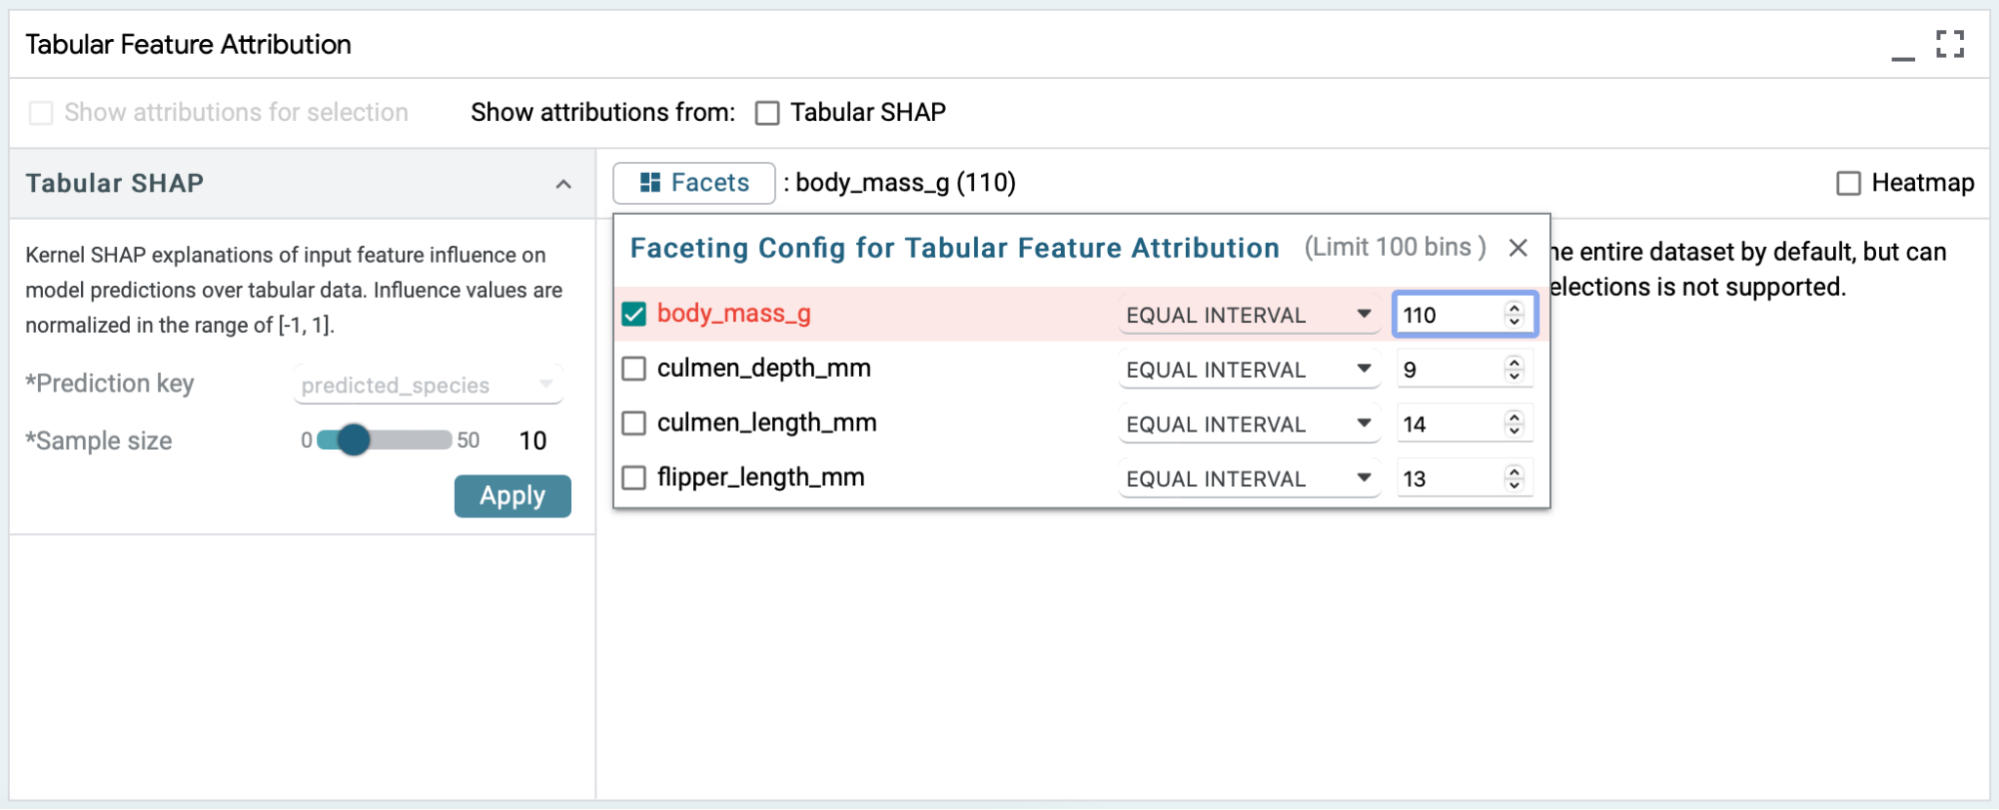 Tabular Feature Attribution
Show attributions for selection Show attributions from: Tabular SHAP
Tabular SHAP
Kernel SHAP explanations of input feature influence on
model predictions over tabular data. Influence values are
normalized in the range of [-1, 1].
*Prediction key predicted_species
*Sample size 0 50 10
Apply
Facets : body_mass_g (110) Heatmap
Faceting Config for Tabular Feature Attribution (Limit 100 bins )
entire dataset by default, but can
is not supported.
body_mass_g EQUAL INTERVAL 110
culmen_depth_mm EQUAL INTERVAL 9
culmen_length_mm EQUAL INTERVAL 14
flipper_length_mm EQUAL INTERVAL 13